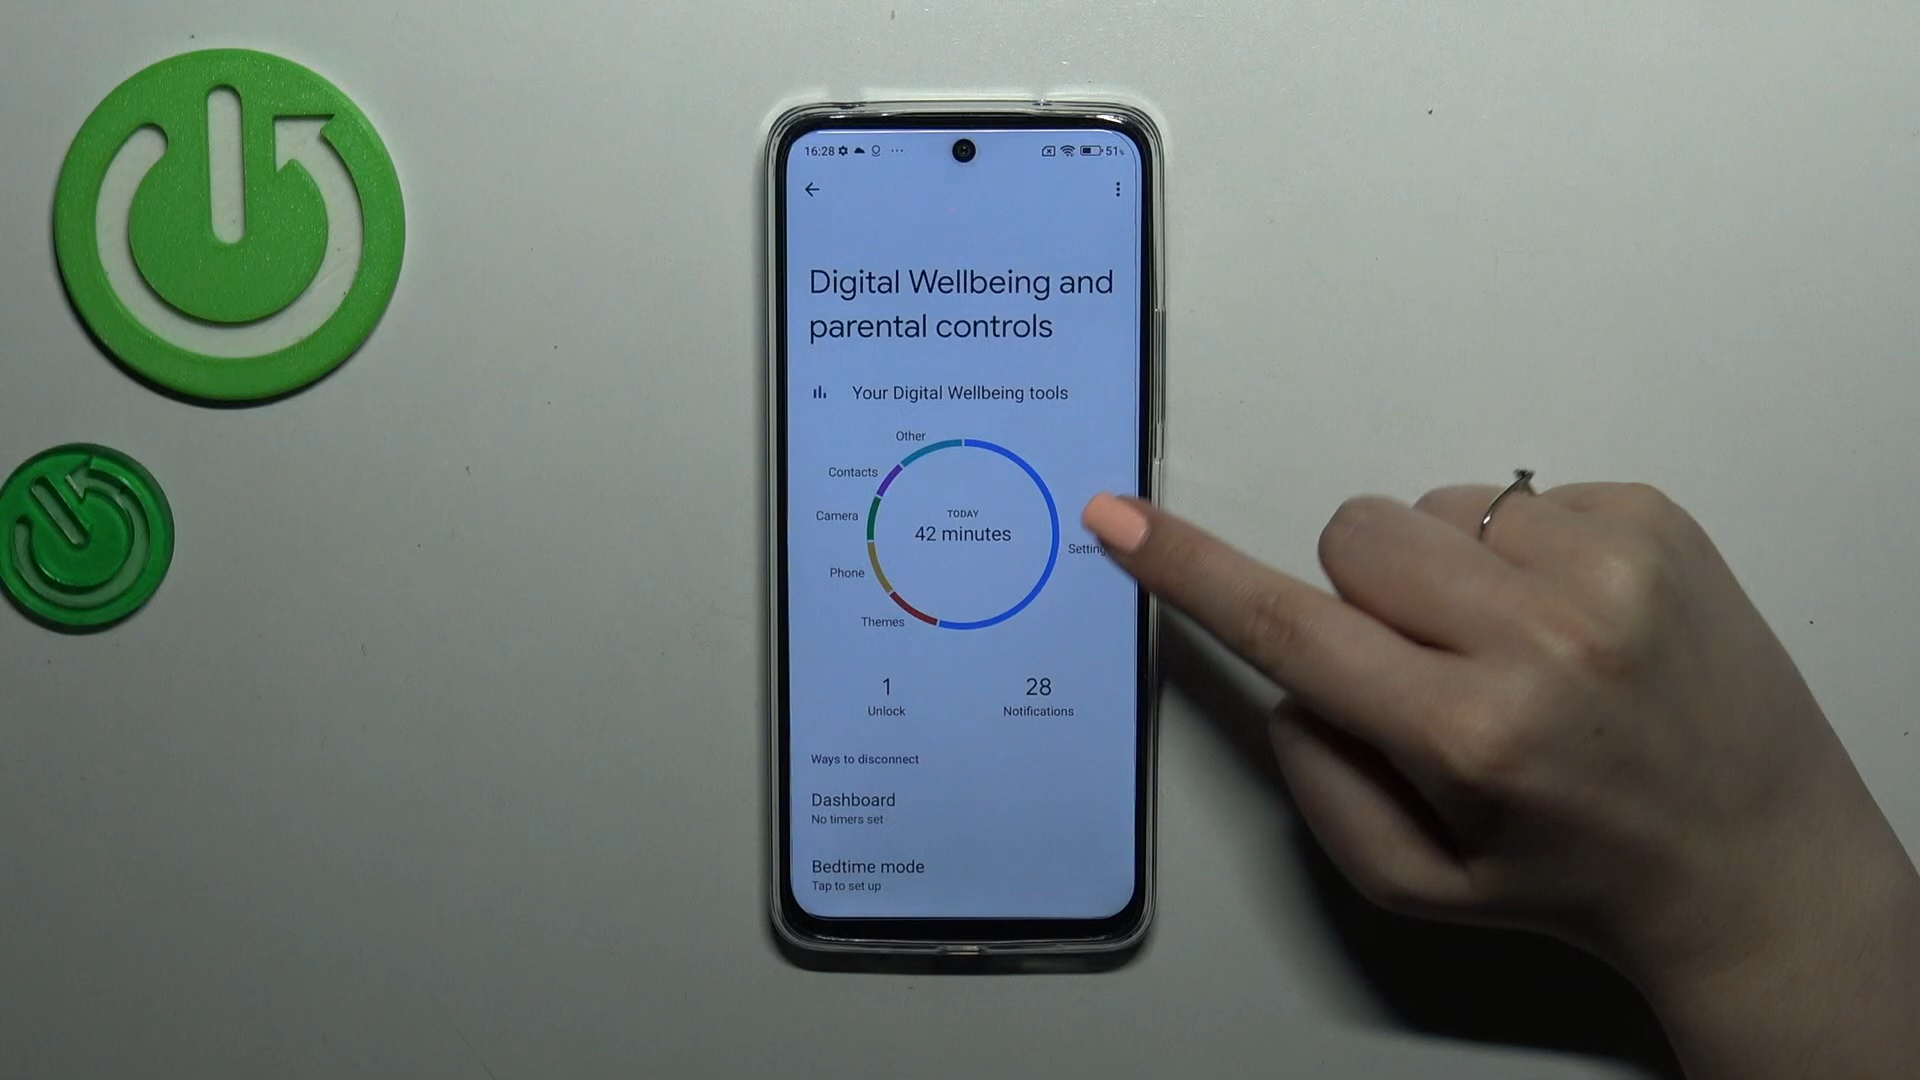 16:28
51%
Digital Wellbeing and
parental controls
Your Digital Wellbeing tools
Other
Contacts
Camera
Phone
Themes
TODAY
42 minutes
1
Unlock
28
Notifications
Ways to disconnect
Dashboard
No timers set
Bedtime mode
Tap to set up